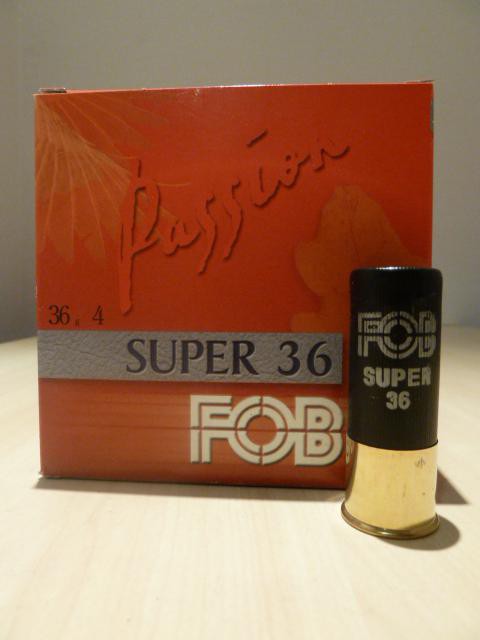 Passion
36 g 4
SUPER 36
FOB
FOB
SUPER
36